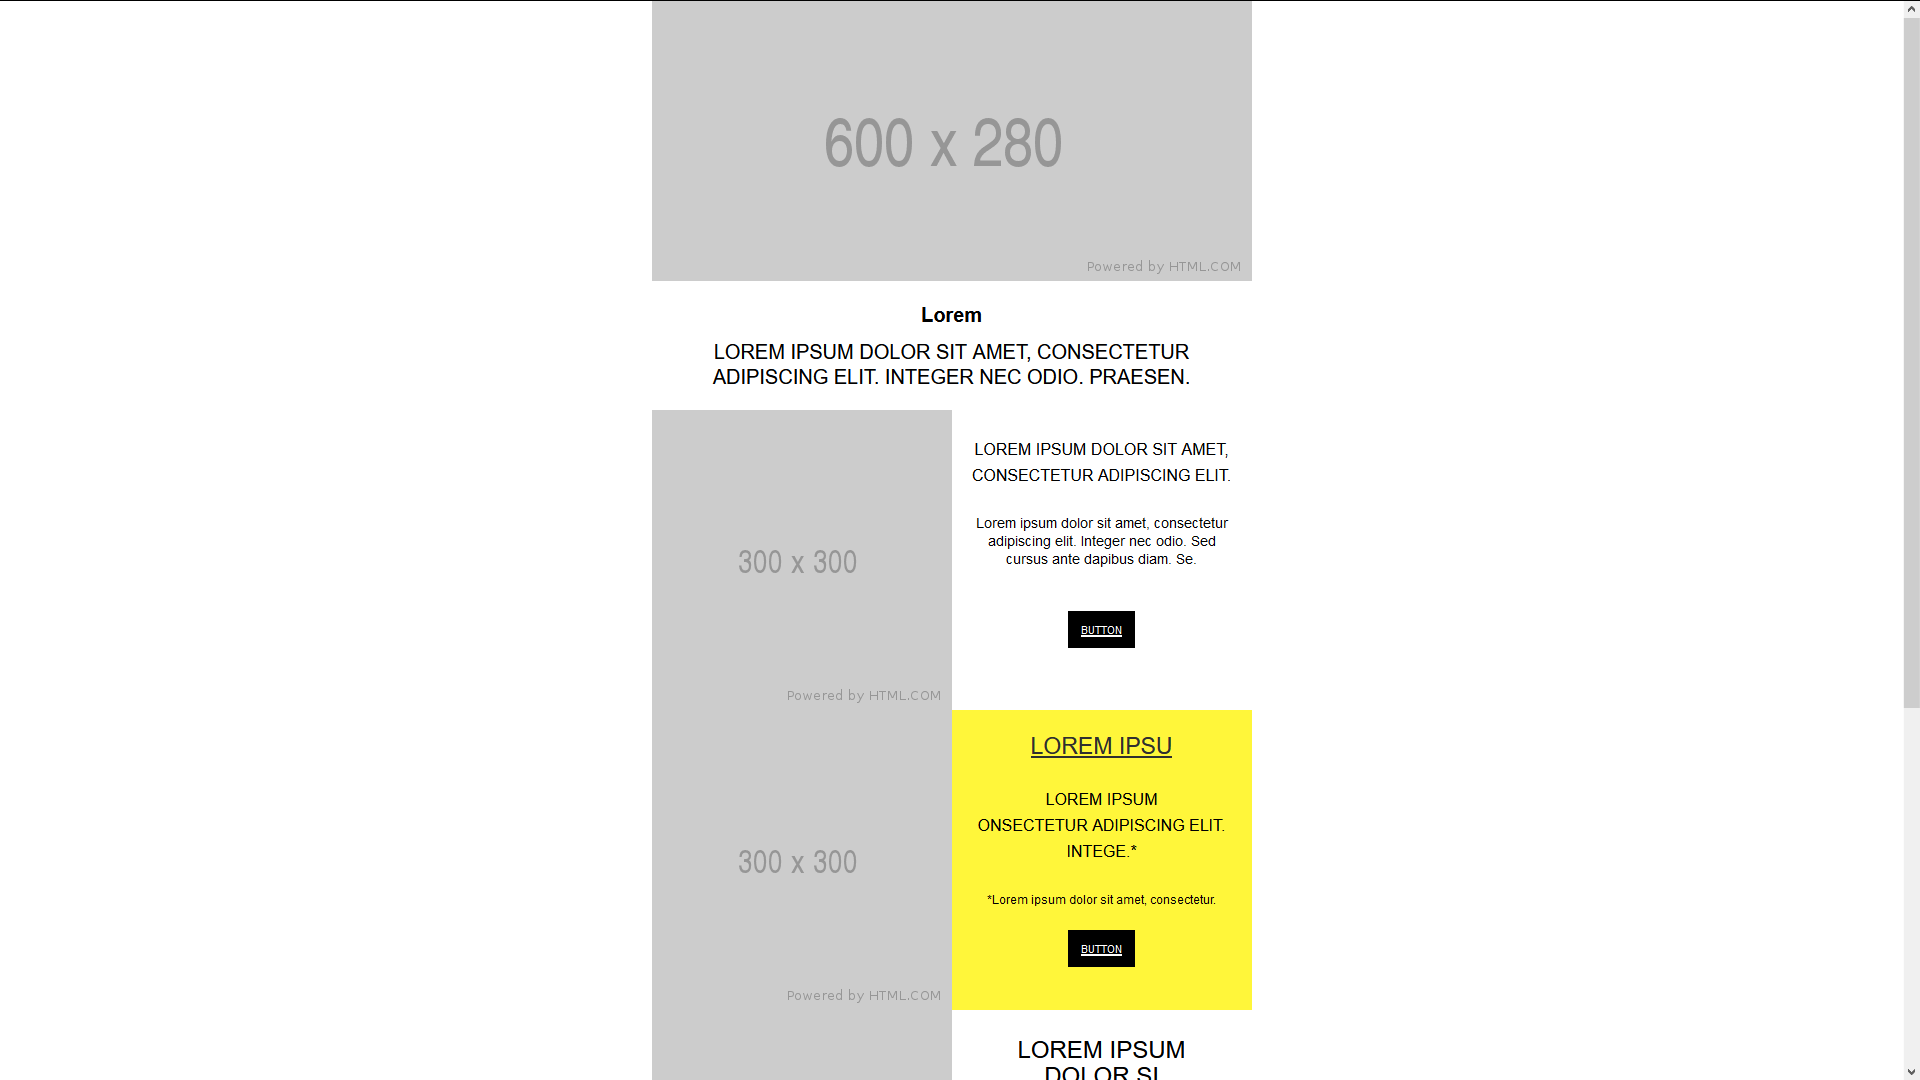 600 x 280
Powered by HTML.COM
Lorem
LOREM IPSUM DOLOR SIT AMET, CONSECTETUR
ADIPISCING ELIT. INTEGER NEC ODIO. PRAESEN.
300 x 300
Powered by HTML.COM
LOREM IPSUM DOLOR SIT AMET,
CONSECTETUR ADIPISCING ELIT.
Lorem ipsum dolor sit amet, consectetur
adipiscing elit. Integer nec odio. Sed
cursus ante dapibus diam. Se.
BUTTON
300 x 300
Powered by HTML.COM
LOREM IPSU
LOREM IPSUM
ONSECTETUR ADIPISCING ELIT.
INTEGE.*
*Lorem ipsum dolor sit amet, consectetur.
BUTTON
LOREM IPSUM
DOLOR SI